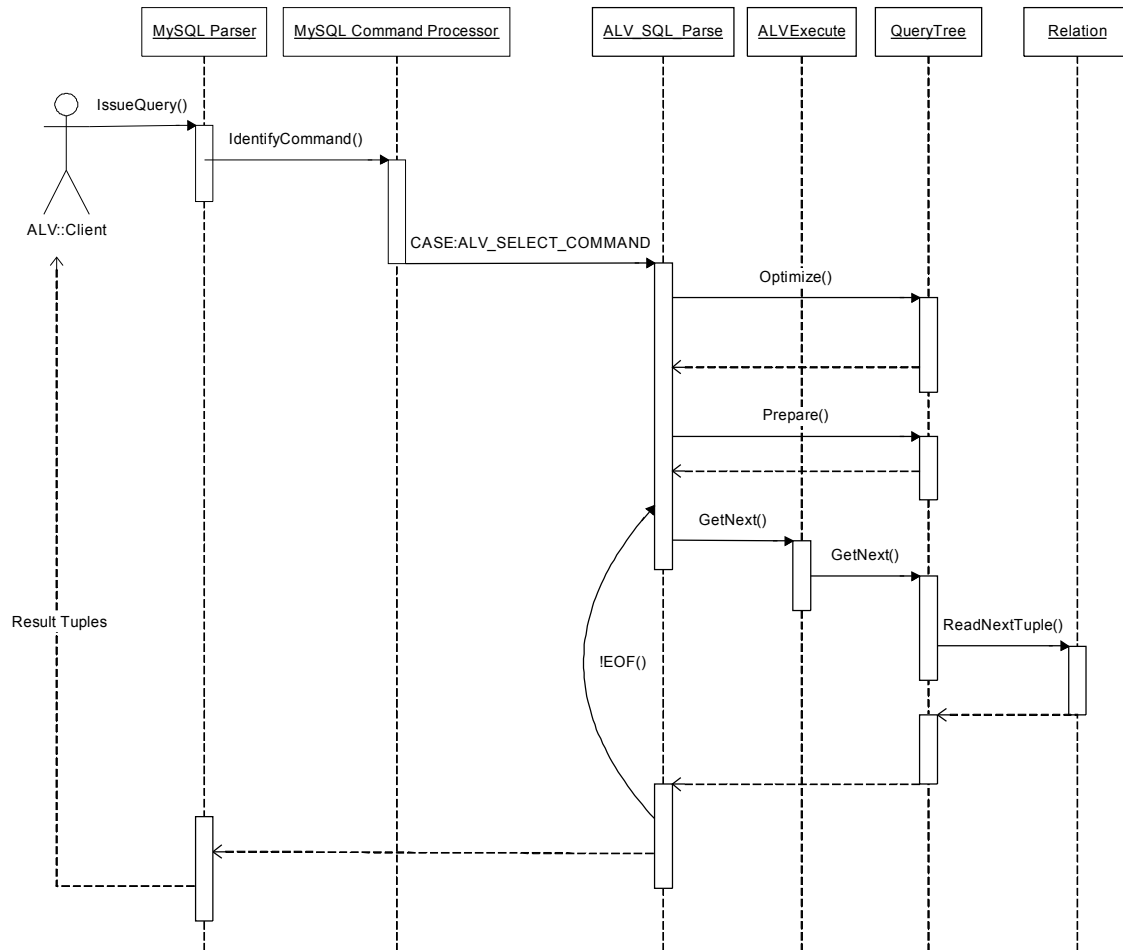 MySQL Parser
MySQL Command Processor
ALV_SQL_Parse
ALVExecute
QueryTree
Relation
IssueQuery()
IdentifyCommand()
ALV::Client
CASE:ALV_SELECT_COMMAND
Optimize()
Prepare()
GetNext()
GetNext()
Result Tuples
ReadNextTuple()
!EOF()